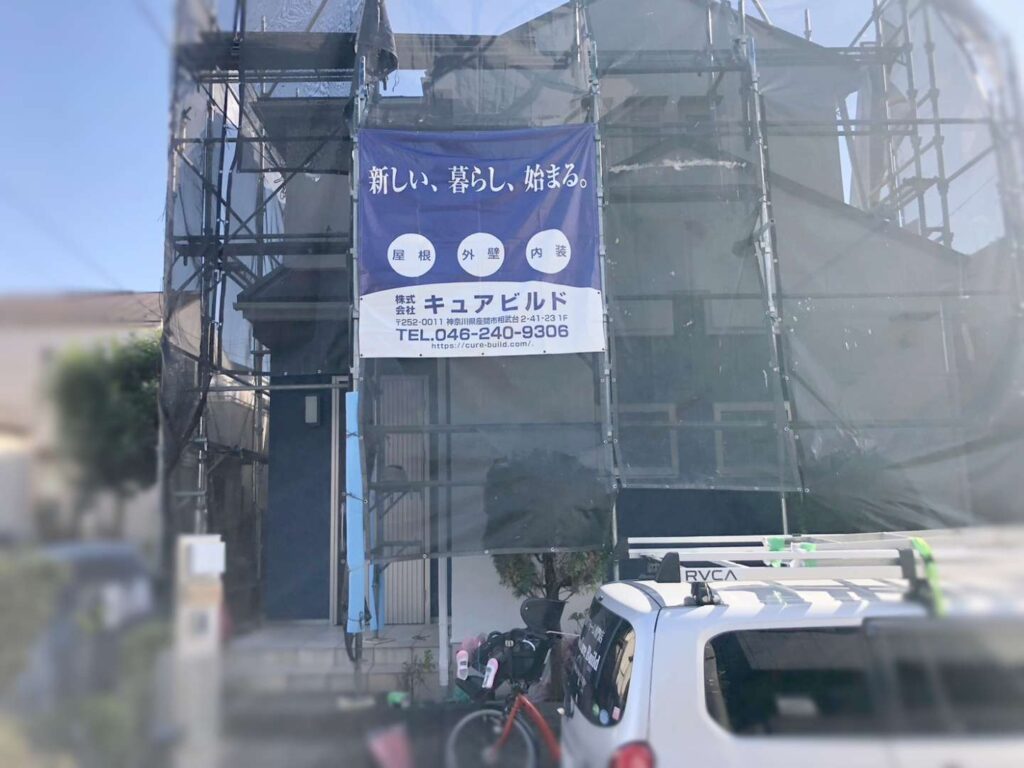 新しい、暮らし、始まる。
屋根 外壁 内装
株式会社 キュアビルド
〒252-0011 神奈川県座間市相武台2-41-23 1F
TEL.046-240-9306
https://cure-build.com/.
RVCA